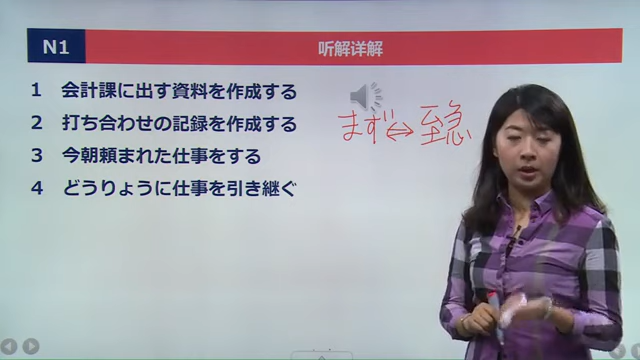 N1 听解详解
1 会計課に出す資料を作成する
2 打ち合わせの記録を作成する
3 今朝頼まれた仕事をする
4 どうりょうに仕事を引き継ぐ
まず⇔至急